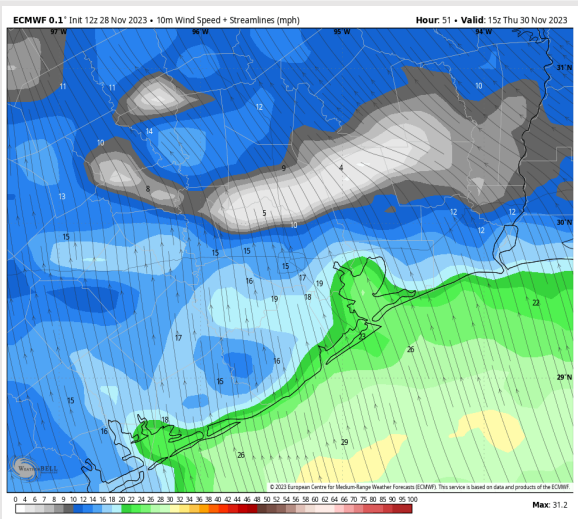 ECMWF 0.1° Init 12z 28 Nov 2023 • 10m Wind Speed + Streamlines (mph) Hour: 51 • Valid: 15z Thu 30 Nov 2023
97°W 96°W 95°W 94°W
31°N
11 11 10
12
14
10
9 4
8
13
5
12 12
10
30°N
12
15 15 15
15
16 17 19
19 18
22
17
23
26
16
29°N
15
15
18
16
26 29
WeatherBELL
© 2023 European Centre for Medium-Range Weather Forecasts (ECMWF). This service is based on data and products of the ECMWF.
0 4 6 7 8 9 10 12 14 16 18 20 22 24 26 28 30 32 34 36 38 40 42 44 46 48 50 52 54 56 58 60 65 70 75 80 85 90 95 100
Max: 31.2